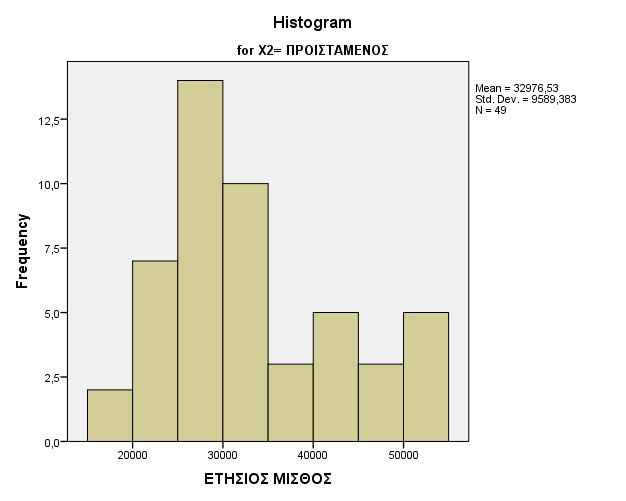 Histogram
for X2= ΠΡΟΙΣΤΑΜΕΝΟΣ
Mean = 32976,53
Std. Dev. = 9589,383
N = 49
Frequency
12,5
10,0
7,5
5,0
2,5
0,0
20000 30000 40000 50000
ΕΤΗΣΙΟΣ ΜΙΣΘΟΣ